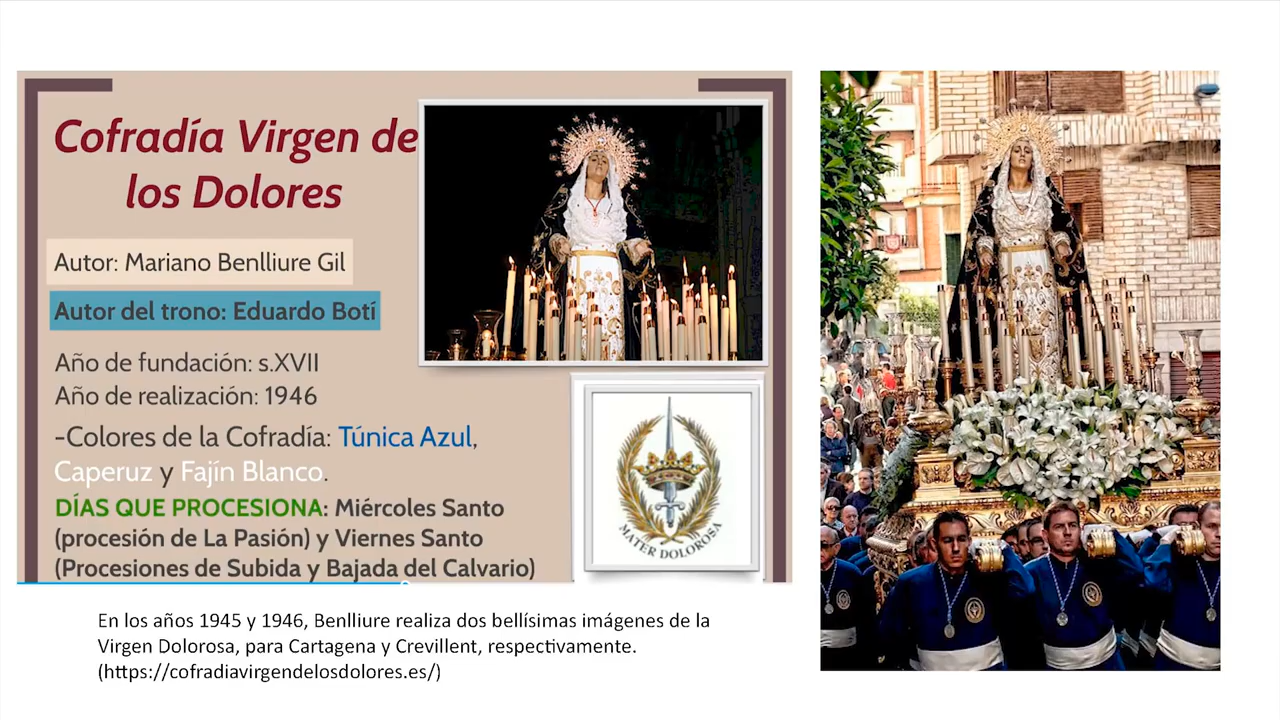 Cofradía Virgen de
los Dolores
Autor: Mariano Benlliure Gil
Autor del trono: Eduardo Botí
Año de fundación: s.XVII
Año de realización: 1946
-Colores de la Cofradía: Túnica Azul,
Caperuz y Fajín Blanco.
DÍAS QUE PROCESIONA: Miércoles Santo
(procesión de La Pasión) y Viernes Santo
(Procesiones de Subida y Bajada del Calvario)
MATER DOLOROSA
En los años 1945 y 1946, Benlliure realiza dos bellísimas imágenes de la
Virgen Dolorosa, para Cartagena y Crevillent, respectivamente.
(https://cofradiavirgendelosdolores.es/)